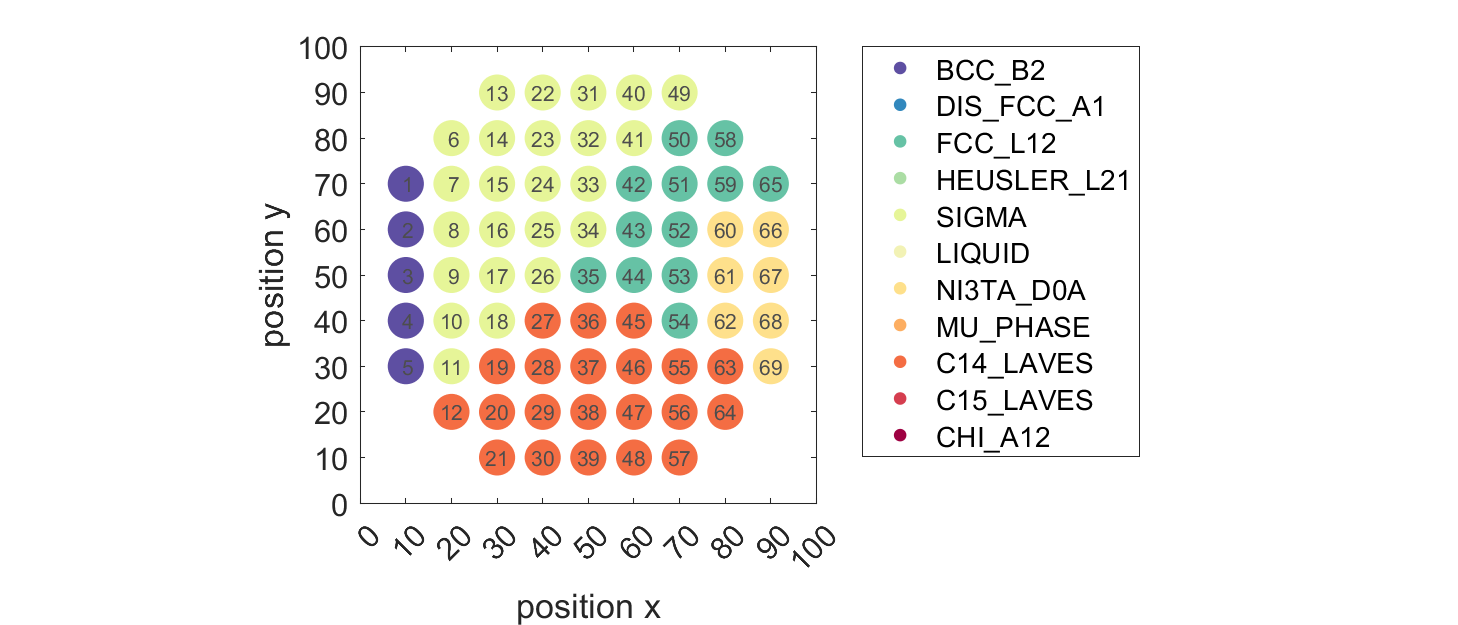 100
90
80
70
60
50
40
30
20
10
0
position y
13 22 31 40 49
6 14 23 32 41 50 58
1 7 15 24 33 42 51 59 65
2 8 16 25 34 43 52 60 66
3 9 17 26 35 44 53 61 67
4 10 18 27 36 45 54 62 68
5 11 19 28 37 46 55 63 69
12 20 29 38 47 56 64
21 30 39 48 57
0 10 20 30 40 50 60 70 80 90 100
position x
BCC_B2
DIS_FCC_A1
FCC_L12
HEUSLER_L21
SIGMA
LIQUID
NI3TA_D0A
MU_PHASE
C14_LAVES
C15_LAVES
CHI_A12